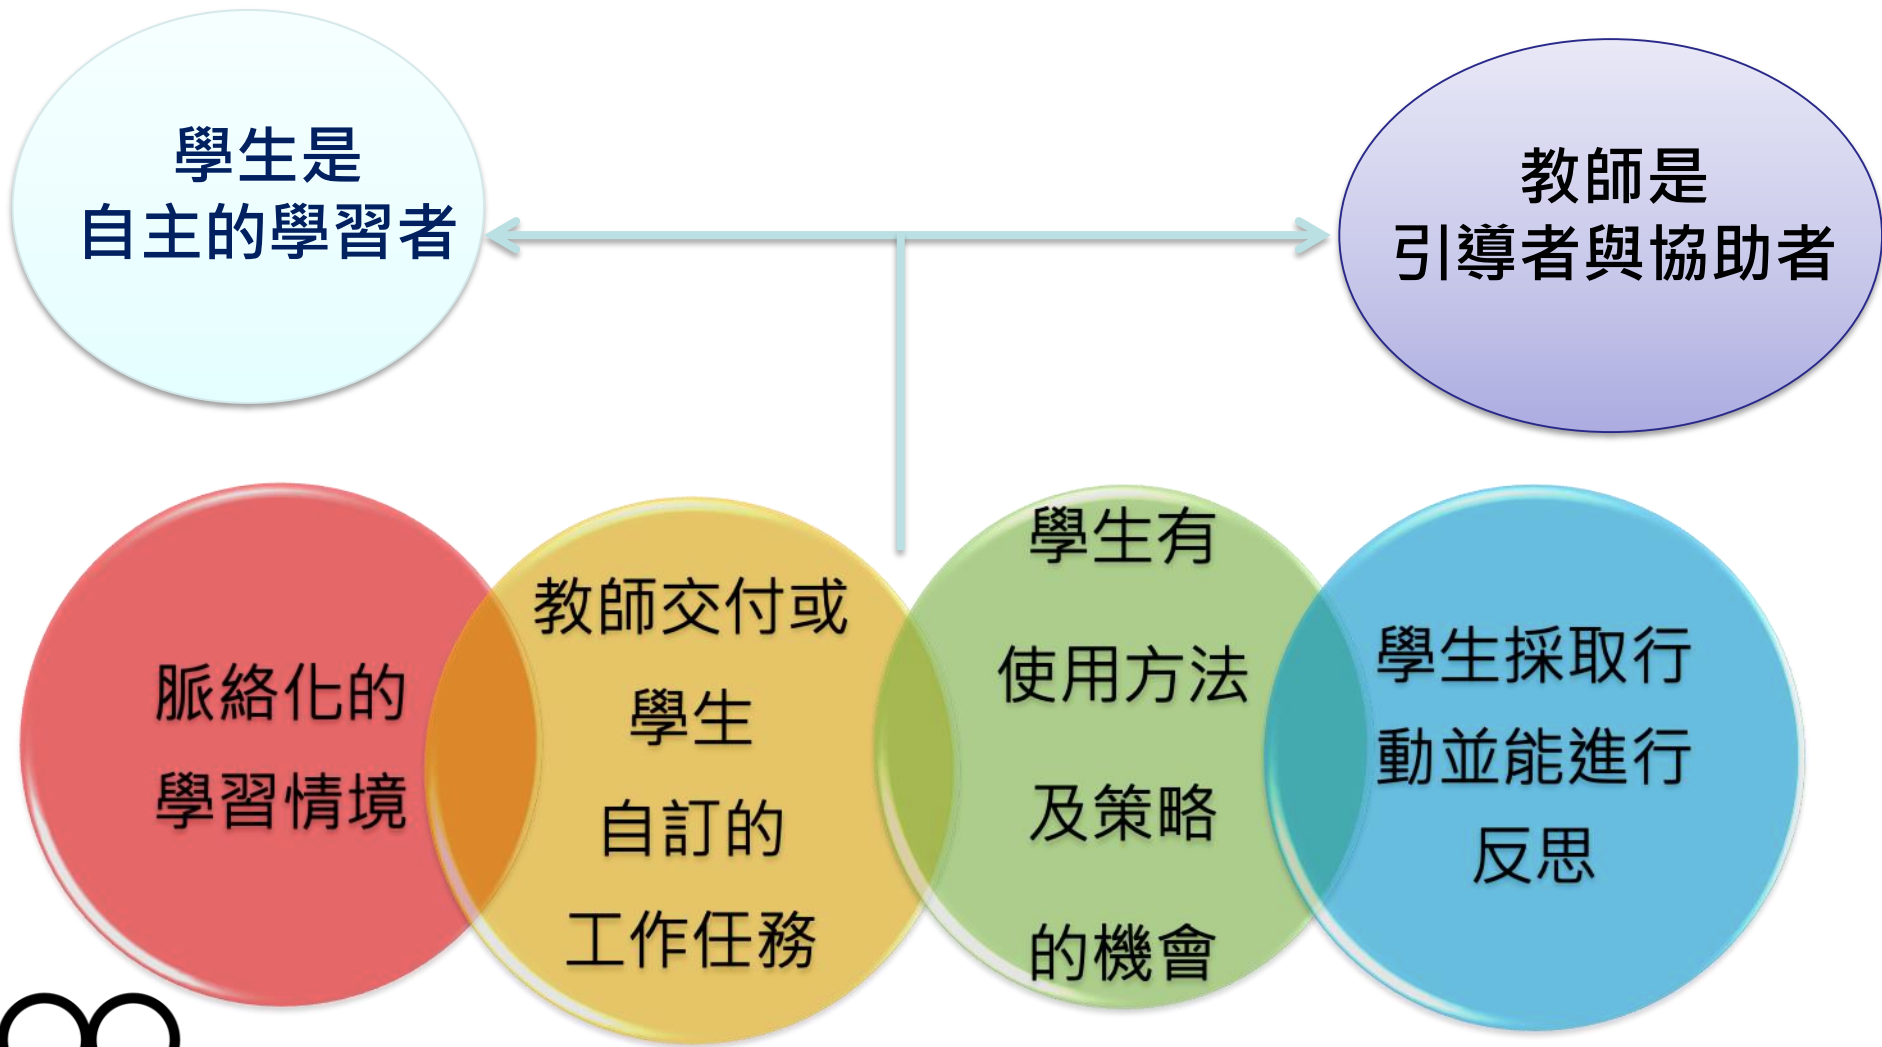 學生是
自主的學習者
教師是
引導者與協助者
脈絡化的
學習情境
教師交付或
學生
自訂的
工作任務
學生有
使用方法
及策略
的機會
學生採取行
動並能進行
反思